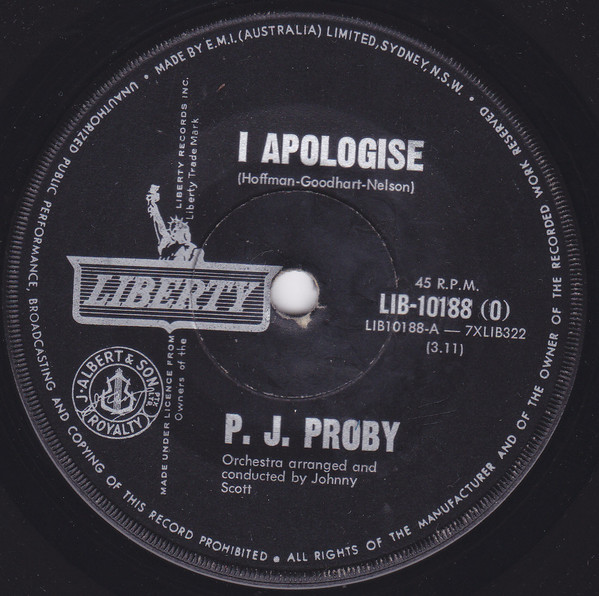 • MADE BY E.M.I. (AUSTRALIA) LIMITED, SYDNEY, N.S.W. •
UNAUTHORIZED PUBLIC PERFORMANCE, BROADCASTING AND COPYING OF THIS RECORD PROHIBITED • ALL RIGHTS OF THE MANUFACTURER AND OF THE OWNER OF THE RECORDED WORK RESERVED
LIBERTY RECORDS INC.
Liberty Trade Mark
I APOLOGISE
(Hoffman-Goodhart-Nelson)
LIBERTY
45 R.P.M.
LIB-10188 (O)
LIB10188-A — 7XLIB322
(3.11)
MADE UNDER LICENCE FROM
Owners of the
J. ALBERT & SON PTY. LTD.
ROYALTY
P. J. PROBY
Orchestra arranged and
conducted by Johnny
Scott